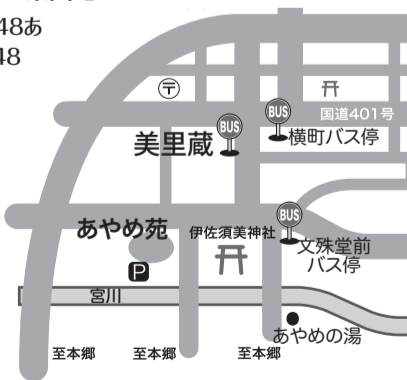 48あ
48
〒
BUS
BUS
国道401号
美里蔵
横町バス停
BUS
あやめ苑
伊佐須美神社
文殊堂前
バス停
P
宮川
あやめの湯
至本郷
至本郷
至本郷